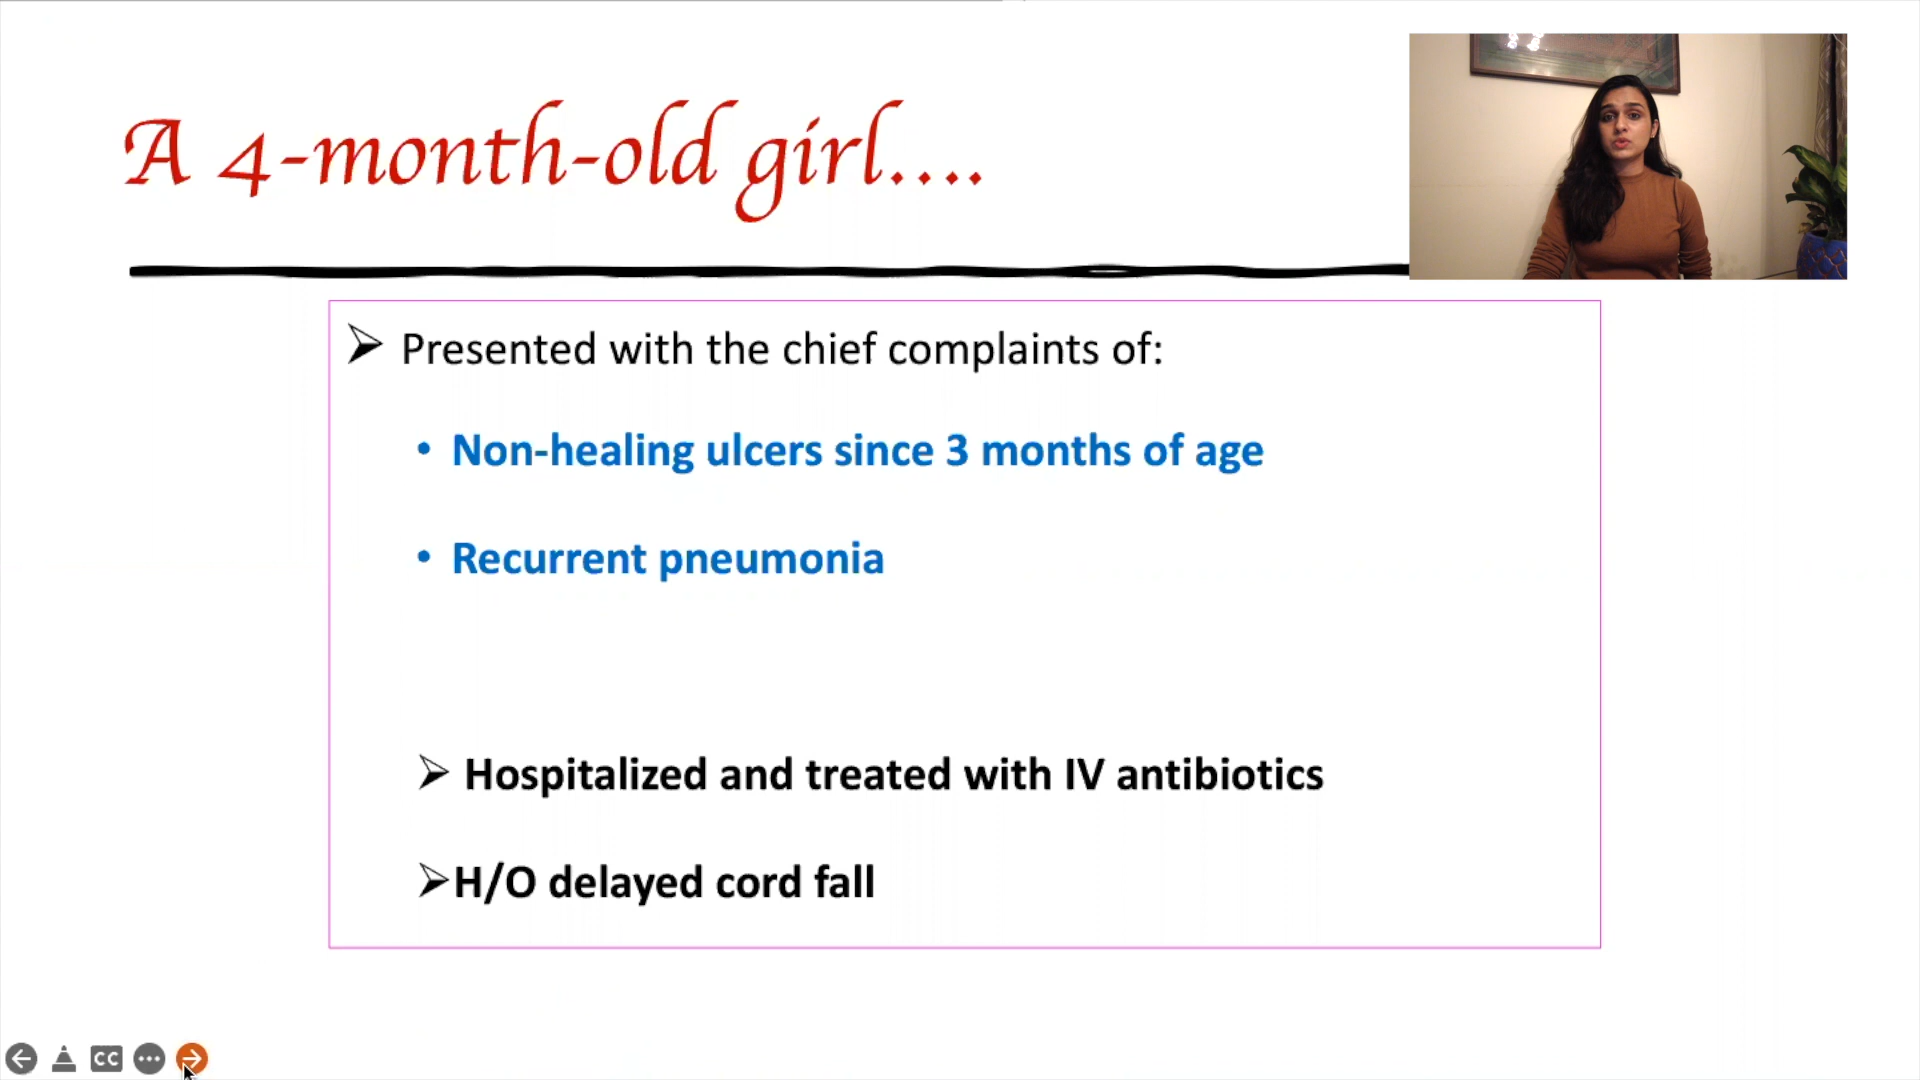 A 4-month-old girl....
➢ Presented with the chief complaints of:
• Non-healing ulcers since 3 months of age
• Recurrent pneumonia
➢ Hospitalized and treated with IV antibiotics
➢H/O delayed cord fall
CC